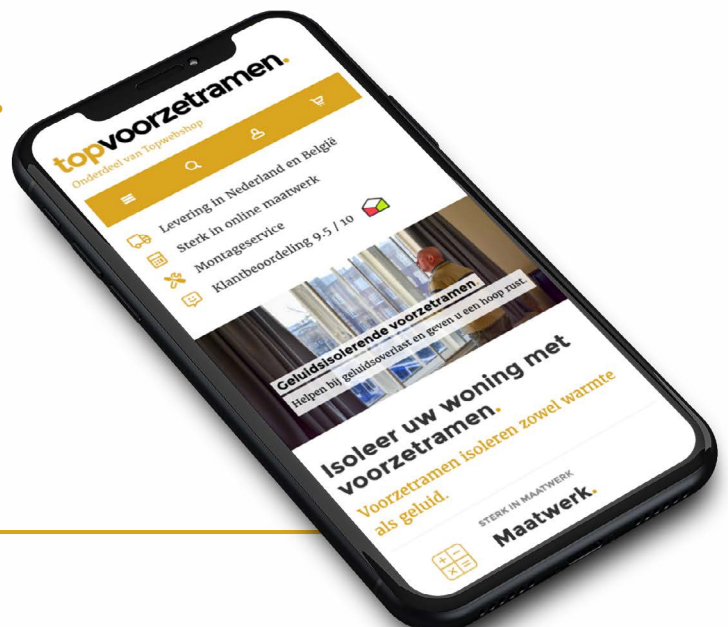 topvoorzetramen.
Onderdeel van Topwebshop
Levering in Nederland en België
Sterk in online maatwerk
Montageservice
Klantbeoordeling 9.5 / 10
Geluidsisolerende voorzetramen.
Helpen bij geluidsoverlast en geven u een hoop rust.
Isoleer uw woning met
voorzetramen.
Voorzetramen isoleren zowel warmte
als geluid.
STERK IN MAATWERK
Maatwerk.